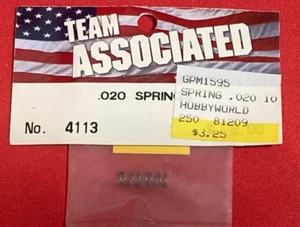 TEAM
ASSOCIATED
.020 SPRING
No. 4113
GPM1595
SPRING .020 10
HOBBYWORLD
250 81209
$3.25